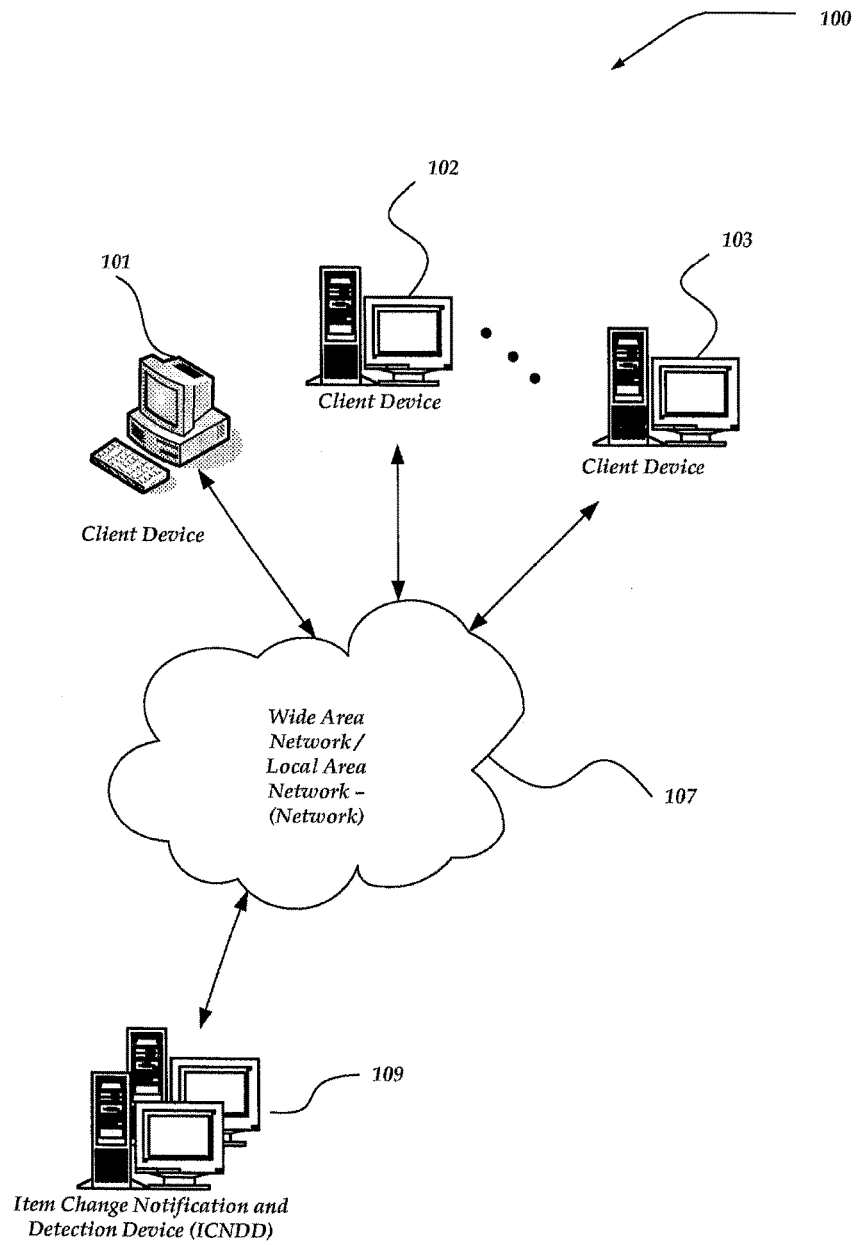 100
102
103
101
Client Device
Client Device
Client Device
Wide Area
Network /
Local Area
Network –
(Network)
107
109
Item Change Notification and
Detection Device (ICNDD)